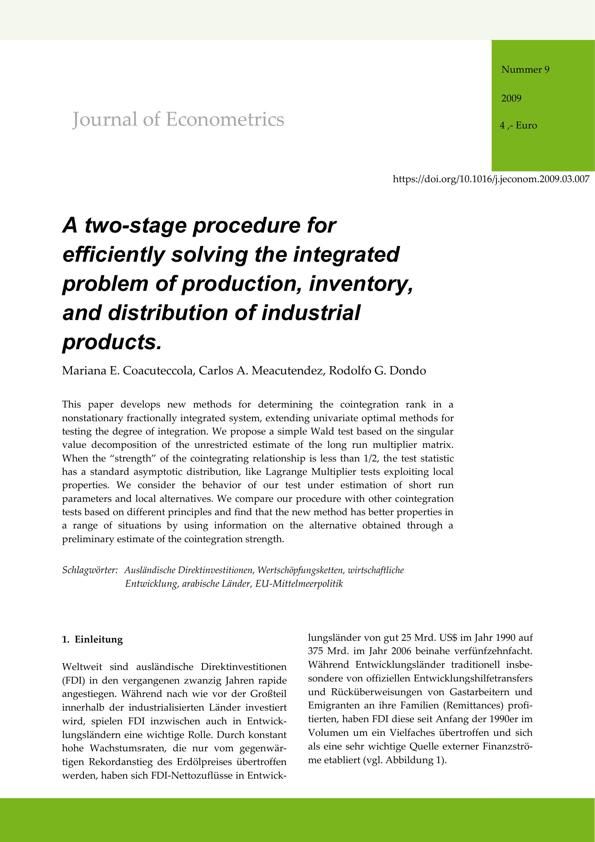 Nummer 9
2009
4 ,- Euro
Journal of Econometrics
https://doi.org/10.1016/j.jeconom.2009.03.007
A two-stage procedure for
efficiently solving the integrated
problem of production, inventory,
and distribution of industrial
products.
Mariana E. Coacuteccola, Carlos A. Meacutendez, Rodolfo G. Dondo
This paper develops new methods for determining the cointegration rank in a
nonstationary fractionally integrated system, extending univariate optimal methods for
testing the degree of integration. We propose a simple Wald test based on the singular
value decomposition of the unrestricted estimate of the long run multiplier matrix.
When the “strength” of the cointegrating relationship is less than 1/2, the test statistic
has a standard asymptotic distribution, like Lagrange Multiplier tests exploiting local
properties. We consider the behavior of our test under estimation of short run
parameters and local alternatives. We compare our procedure with other cointegration
tests based on different principles and find that the new method has better properties in
a range of situations by using information on the alternative obtained through a
preliminary estimate of the cointegration strength.
Schlagwörter: Ausländische Direktinvestitionen, Wertschöpfungsketten, wirtschaftliche
Entwicklung, arabische Länder, EU-Mittelmeerpolitik
1. Einleitung
Weltweit sind ausländische Direktinvestitionen
(FDI) in den vergangenen zwanzig Jahren rapide
angestiegen. Während nach wie vor der Großteil
innerhalb der industrialisierten Länder investiert
wird, spielen FDI inzwischen auch in Entwick-
lungsländern eine wichtige Rolle. Durch konstant
hohe Wachstumsraten, die nur vom gegenwär-
tigen Rekordanstieg des Erdölpreises übertroffen
werden, haben sich FDI-Nettozuflüsse in Entwick-
lungsländer von gut 25 Mrd. US$ im Jahr 1990 auf
375 Mrd. im Jahr 2006 beinahe verfünfzehnfacht.
Während Entwicklungsländer traditionell insbe-
sondere von offiziellen Entwicklungshilfetransfers
und Rücküberweisungen von Gastarbeitern und
Emigranten an ihre Familien (Remittances) profi-
tierten, haben FDI diese seit Anfang der 1990er im
Volumen um ein Vielfaches übertroffen und sich
als eine sehr wichtige Quelle externer Finanzströ-
me etabliert (vgl. Abbildung 1).